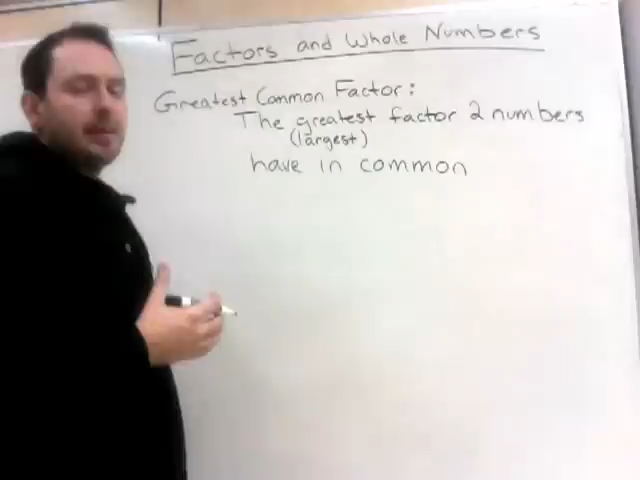 Factors and Whole Numbers
Greatest Common Factor:
The greatest factor 2 numbers
(largest)
have in common